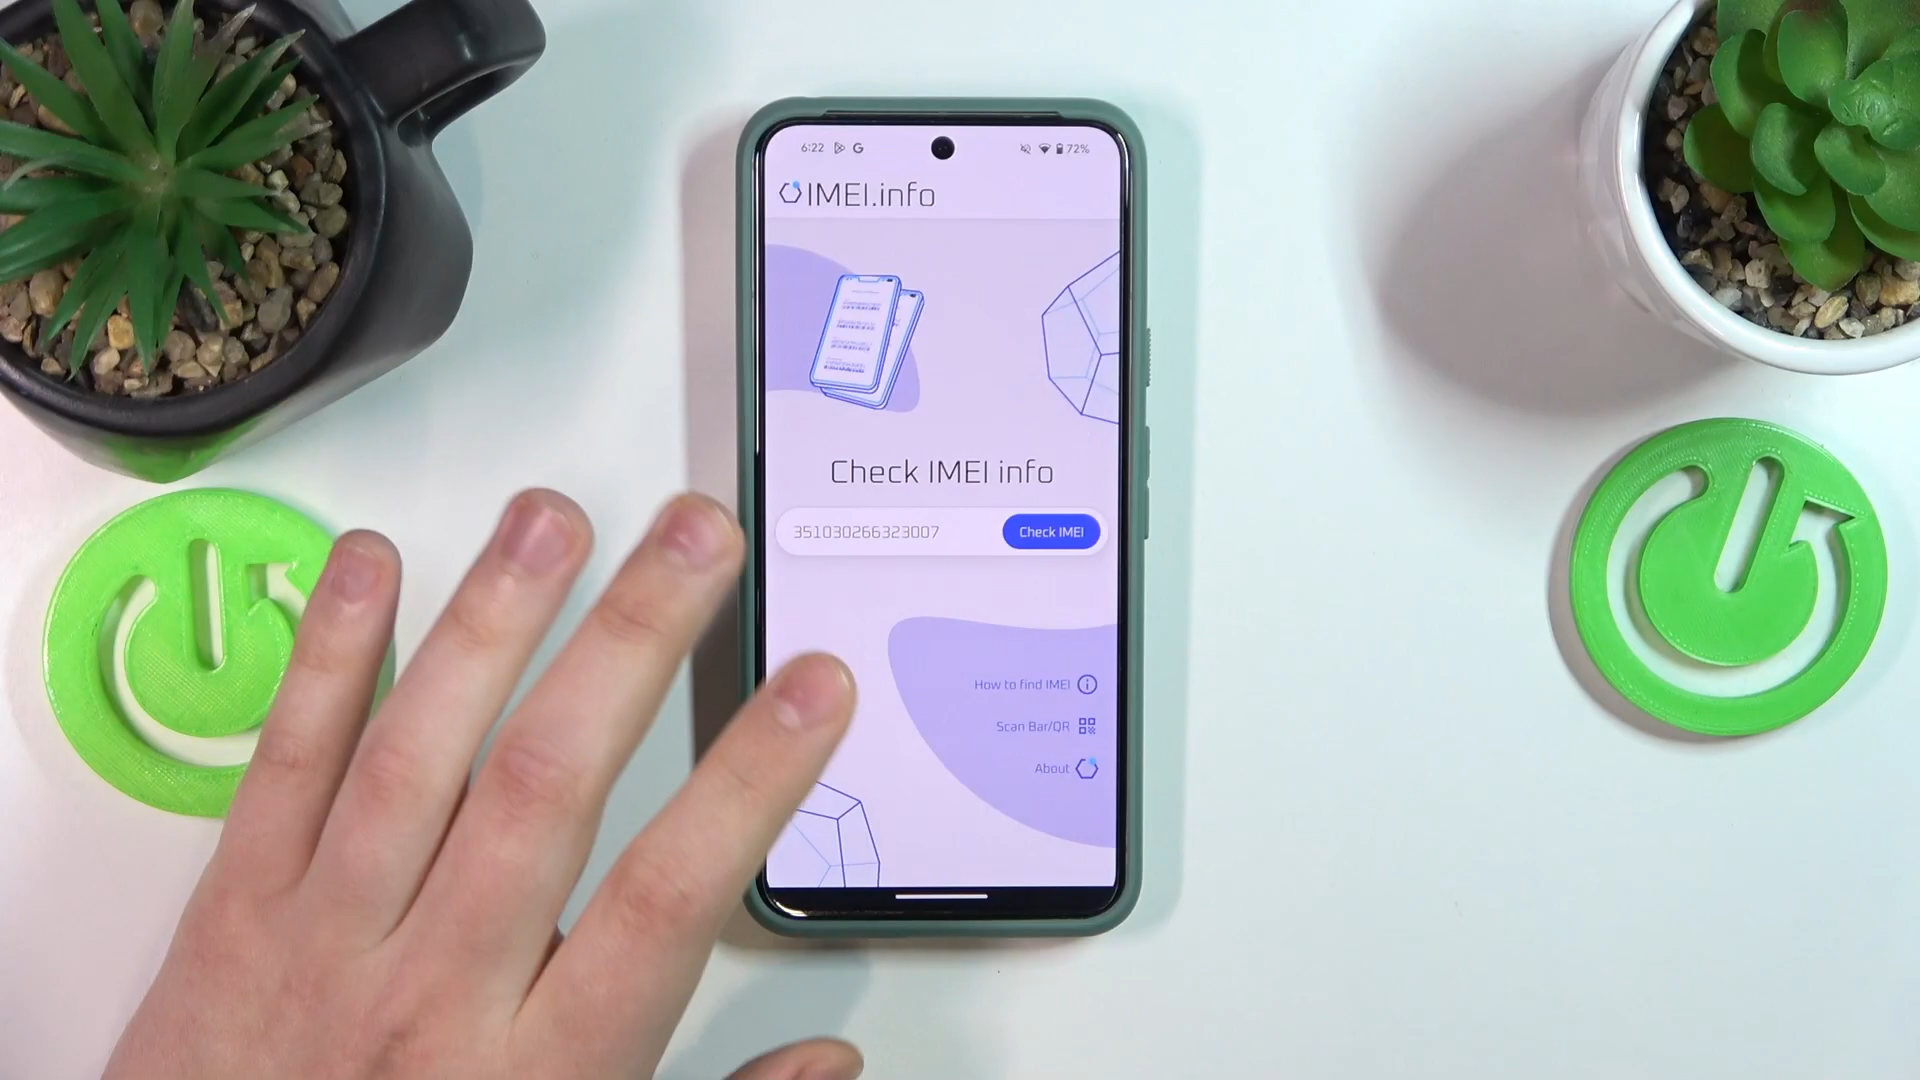 6:22 G 72%
IMEI.info
Check IMEI info
351030266323007 Check IMEI
How to find IMEI
Scan Bar/QR
About